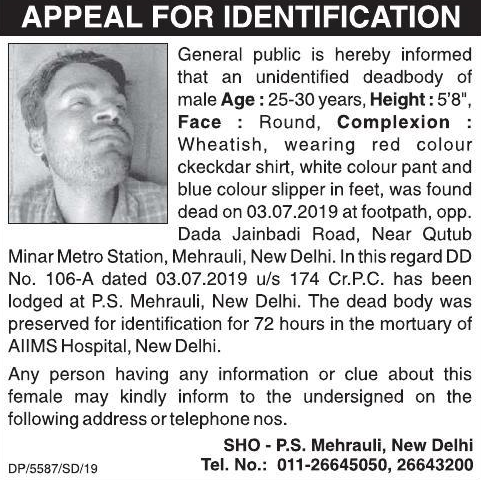 APPEAL FOR IDENTIFICATION
General public is hereby informed
that an unidentified deadbody of
male Age : 25-30 years, Height : 5'8",
Face : Round, Complexion :
Wheatish, wearing red colour
ckeckdar shirt, white colour pant and
blue colour slipper in feet, was found
dead on 03.07.2019 at footpath, opp.
Dada Jainbadi Road, Near Qutub
Minar Metro Station, Mehrauli, New Delhi. In this regard DD
No. 106-A dated 03.07.2019 u/s 174 Cr.P.C. has been
lodged at P.S. Mehrauli, New Delhi. The dead body was
preserved for identification for 72 hours in the mortuary of
AIIMS Hospital, New Delhi.
Any person having any information or clue about this
female may kindly inform to the undersigned on the
following address or telephone nos.
SHO - P.S. Mehrauli, New Delhi
DP/5587/SD/19 Tel. No.: 011-26645050, 26643200